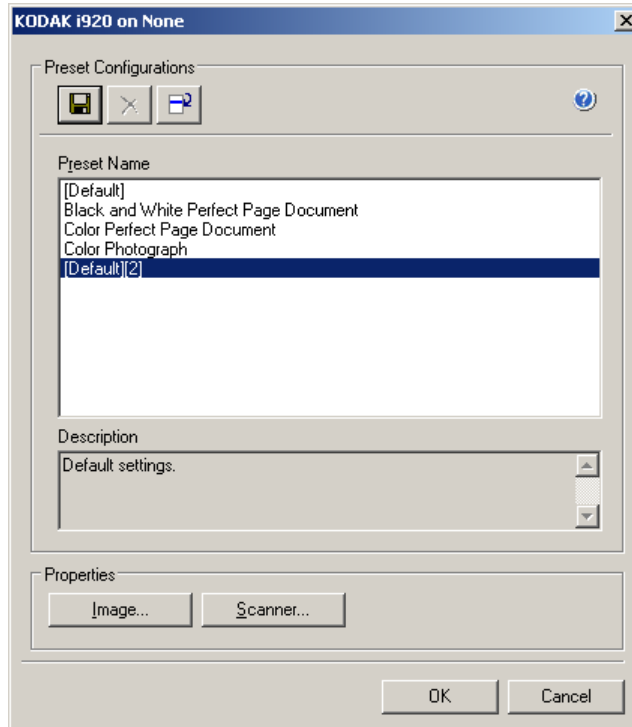 KODAK i920 on None
Preset Configurations
Preset Name
[Default]
Black and White Perfect Page Document
Color Perfect Page Document
Color Photograph
[Default][2]
Description
Default settings.
Properties
Image...
Scanner...
OK
Cancel